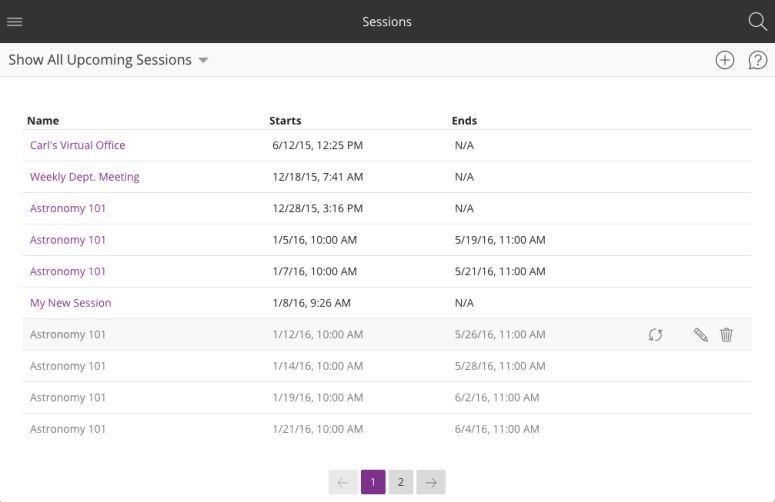 Sessions
Show All Upcoming Sessions
Name Starts Ends
Carl's Virtual Office 6/12/15, 12:25 PM N/A
Weekly Dept. Meeting 12/18/15, 7:41 AM N/A
Astronomy 101 12/28/15, 3:16 PM N/A
Astronomy 101 1/5/16, 10:00 AM 5/19/16, 11:00 AM
Astronomy 101 1/7/16, 10:00 AM 5/21/16, 11:00 AM
My New Session 1/8/16, 9:26 AM N/A
Astronomy 101 1/12/16, 10:00 AM 5/26/16, 11:00 AM
Astronomy 101 1/14/16, 10:00 AM 5/28/16, 11:00 AM
Astronomy 101 1/19/16, 10:00 AM 6/2/16, 11:00 AM
Astronomy 101 1/21/16, 10:00 AM 6/4/16, 11:00 AM
1 2